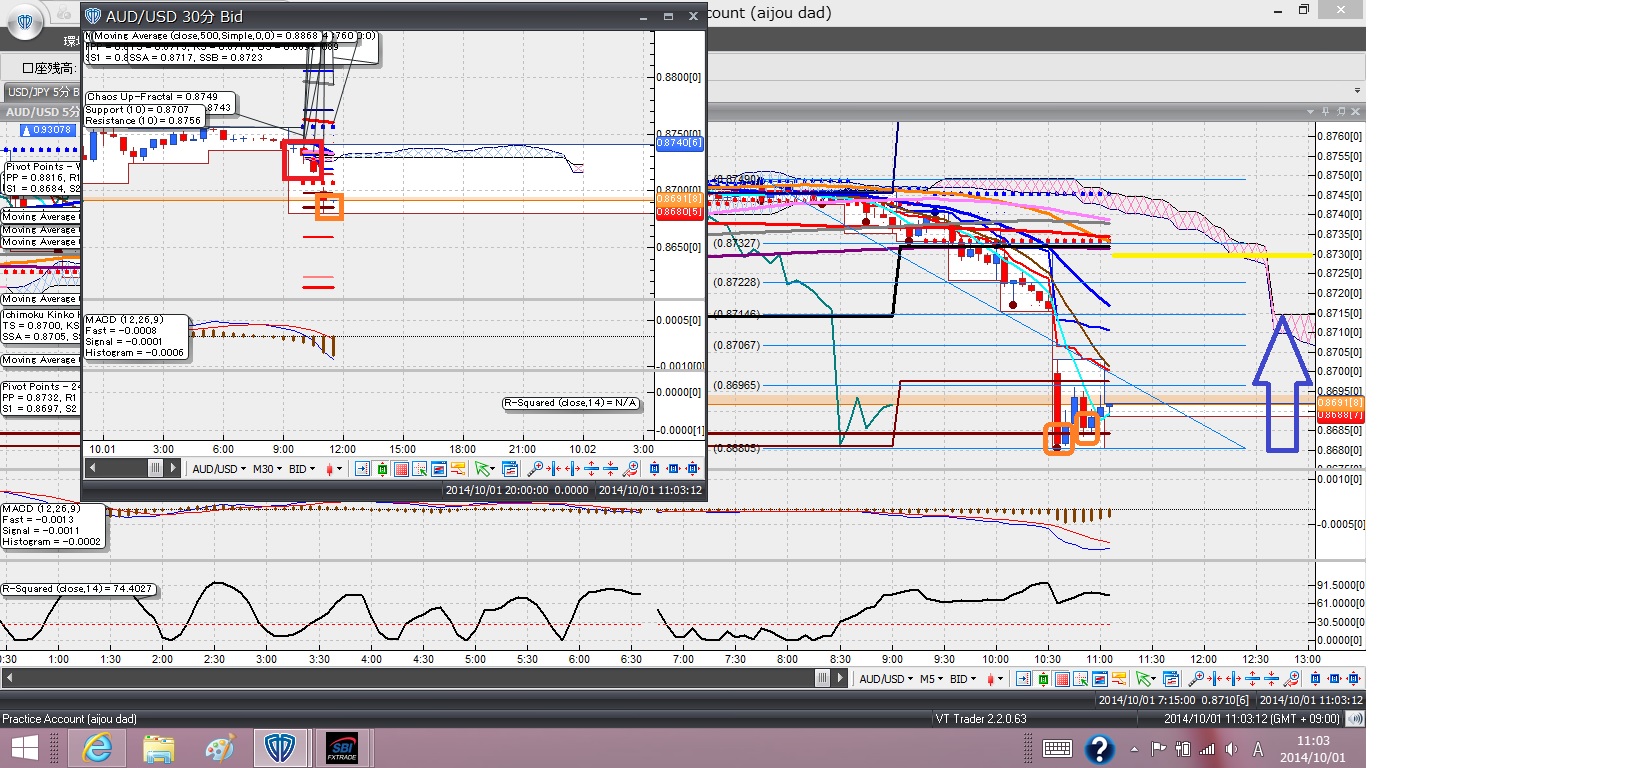 AUD/USD 30分 Bid
count (aijou dad)
環
口座残高:
USD/JPY 5分 B
AUD/USD 5分
0.93078
Moving Average (close,500,Simple,0,0) = 0.8868
SSA = 0.8717, SSB = 0.8723
Chaos Up-Fractal = 0.8749
0.8743
Support (10) = 0.8707
Resistance (10) = 0.8756
0.8800[0]
0.8750[0]
0.8740[6]
0.8700[0]
0.8691[8]
0.8680[5]
0.8650[0]
MACD (12,26,9)
Fast = -0.0008
Signal = -0.0001
Histogram = -0.0006
0.0005[0]
-0.0010[0]
0.0000[0]
R-Squared (close,14) = N/A
-0.0000[1]
10.01 3:00 6:00 9:00 12:00 15:00 18:00 21:00 10.02 3:00
AUD/USD M30 BID
2014/10/01 20:00:00 0.0000 2014/10/01 11:03:12
Pivot Points - W
PP = 0.8816, R1
S1 = 0.8684, S2
Moving Average (
Moving Average
Moving Average (
Moving Average (
Ichimoku Kinko H
TS = 0.8700, KS
SSA = 0.8705, S
Moving Average (
Pivot Points - 24
PP = 0.8732, R1
S1 = 0.8697, S2
(0.87490)
(0.87327)
(0.87228)
(0.87146)
(0.87067)
(0.86965)
(0.86805)
0.8760[0]
0.8755[0]
0.8750[0]
0.8745[0]
0.8740[0]
0.8735[0]
0.8730[0]
0.8725[0]
0.8720[0]
0.8715[0]
0.8710[0]
0.8705[0]
0.8700[0]
0.8695[0]
0.8691[8]
0.8688[7]
0.8685[0]
0.8680[0]
0.8675[0]
MACD (12,26,9)
Fast = -0.0013
Signal = -0.0011
Histogram = -0.0002
0.0010[0]
-0.0005[0]
R-Squared (close,14) = 74.4027
91.5000[0
61.0000[0
30.5000[0
0.0000[0]
0:30 1:00 1:30 2:00 2:30 3:00 3:30 4:00 4:30 5:00 5:30 6:00 6:30 7:00 7:30 8:00 8:30 9:00 9:30 10:00 10:30 11:00 11:30 12:00 12:30 13:00
AUD/USD M5 BID
2014/10/01 7:15:00 0.8710[6] 2014/10/01 11:03:12
Practice Account (aijou dad) VT Trader 2.2.0.63 2014/10/01 11:03:12 (GMT + 09:00)
SBI
FXTRADE
A
11:03
2014/10/01